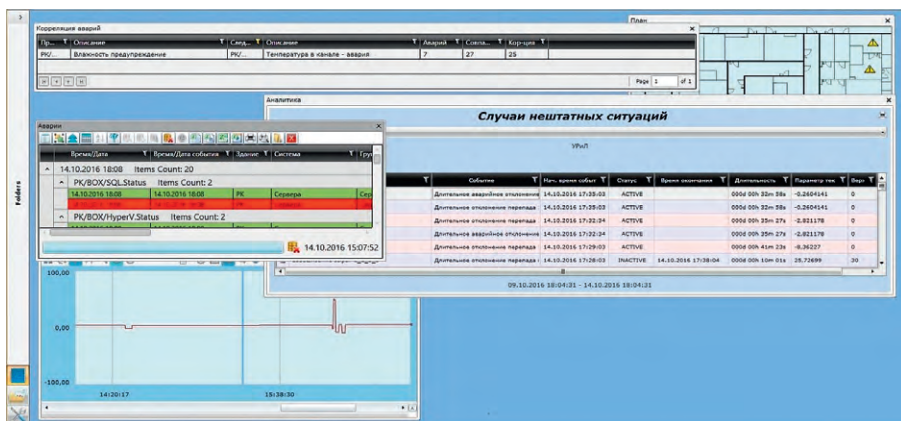 План
Корреляция аварий
Пр... Описание Свед... Описание Аварий Совпа... Кор-ция
РК/... Влажность предупреждение РК/... Температура в канале - авария 7 27 25
Page 1 of 1
Аналитика
Случаи нештатных ситуаций
УРиЛ
Событие Нач. время событ Статус Время окончания Длительность Параметр тек Верх
Длительное аварийное отклонение 14.10.2016 17:35:03 ACTIVE 000d 00h 32m 58s -0,2604141 0
Длительное отклонение перепада 14.10.2016 17:35:03 ACTIVE 000d 00h 32m 58s -0,2604141 0
Длительное отклонение перепада 14.10.2016 17:32:34 ACTIVE 000d 00h 35m 27s -2,821178 0
Длительное аварийное отклонение 14.10.2016 17:32:34 ACTIVE 000d 00h 35m 27s -2,821178 0
Длительное отклонение перепада 14.10.2016 17:29:03 ACTIVE 000d 00h 41m 23s -8,36227 0
Длительное отклонение перепада 14.10.2016 17:28:03 INACTIVE 14.10.2016 17:38:04 000d 00h 10m 01s 25,72699 30
09.10.2016 18:04:31 - 14.10.2016 18:04:31
Аварии
Время/Дата Время/Дата события Здание Система Груп
14.10.2016 18:08 Items Count: 20
PK/BOX/SQL.Status Items Count: 2
14.10.2016 18:08 14.10.2016 18:08 РК Сервера Сер
PK/BOX/HyperV.Status Items Count: 2
14.10.2016 15:07:52
Folders
100,00
0,00
-100,00
14:20:17 15:38:30